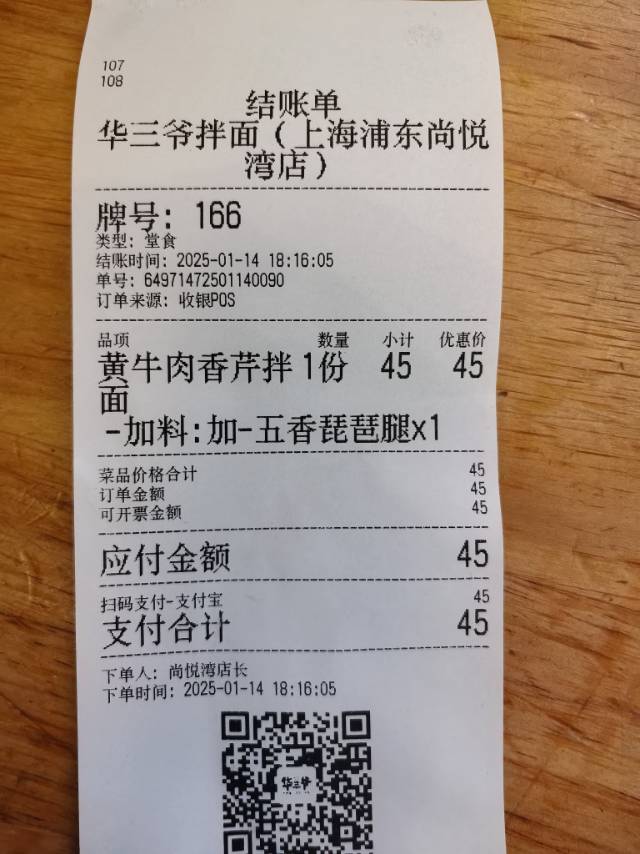 107
108
结账单
华三爷拌面（上海浦东尚悦
湾店）
牌号: 166
类型: 堂食
结账时间: 2025-01-14 18:16:05
单号: 64971472501140090
订单来源: 收银POS
品项 数量 小计 优惠价
黄牛肉香芹拌 1份 45 45
面
-加料:加-五香琵琶腿x1
菜品价格合计 45
订单金额 45
可开票金额 45
应付金额 45
扫码支付-支付宝 45
支付合计 45
下单人: 尚悦湾店长
下单时间: 2025-01-14 18:16:05
华三爷